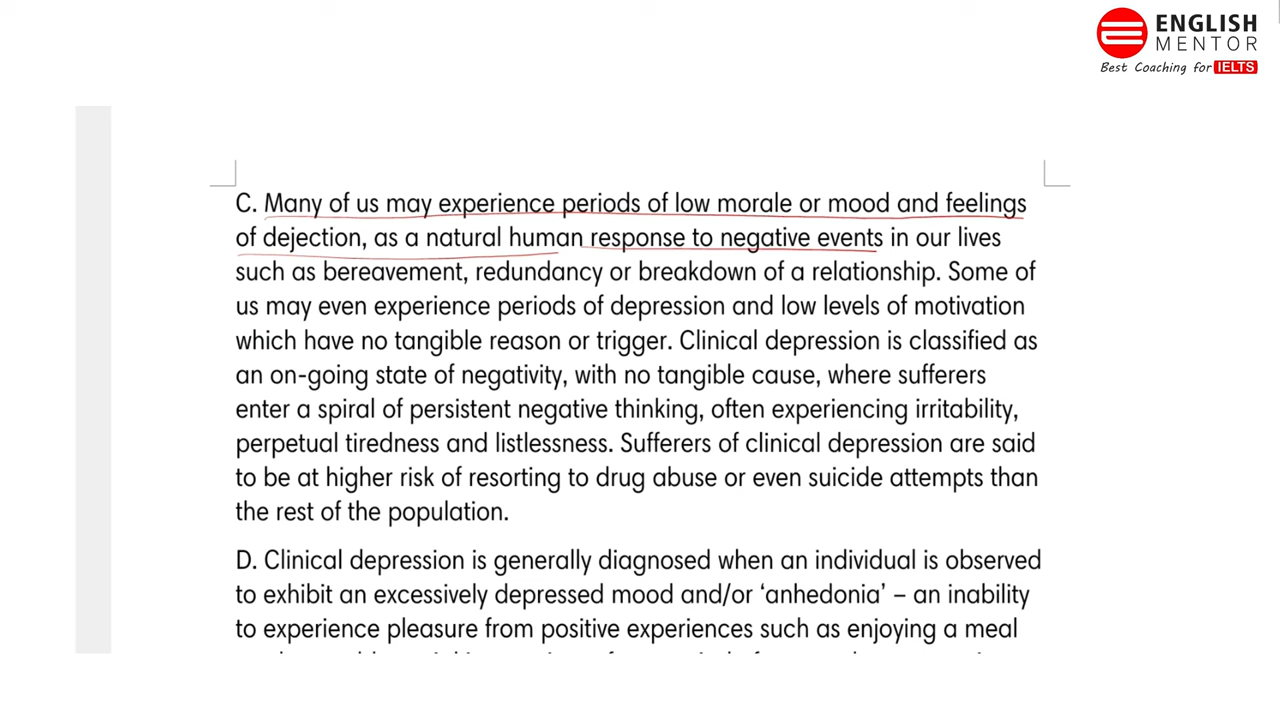 ENGLISH
MENTOR
Best Coaching for IELTS
C. Many of us may experience periods of low morale or mood and feelings
of dejection, as a natural human response to negative events in our lives
such as bereavement, redundancy or breakdown of a relationship. Some of
us may even experience periods of depression and low levels of motivation
which have no tangible reason or trigger. Clinical depression is classified as
an on-going state of negativity, with no tangible cause, where sufferers
enter a spiral of persistent negative thinking, often experiencing irritability,
perpetual tiredness and listlessness. Sufferers of clinical depression are said
to be at higher risk of resorting to drug abuse or even suicide attempts than
the rest of the population.
D. Clinical depression is generally diagnosed when an individual is observed
to exhibit an excessively depressed mood and/or ‘anhedonia’ – an inability
to experience pleasure from positive experiences such as enjoying a meal